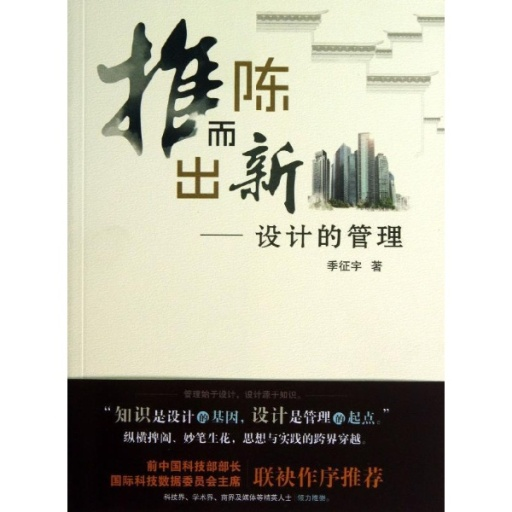 推陈而出新
——设计的管理
季征宇 著
管理始于设计，设计源于知识。
“知识是设计的基因，设计是管理的起点。”
纵横捭阖、妙笔生花，思想与实践的跨界穿越。
前中国科技部部长
国际科技数据委员会主席
联袂作序推荐
科技界、学术界、商界及媒体等精英人士 倾力推崇。